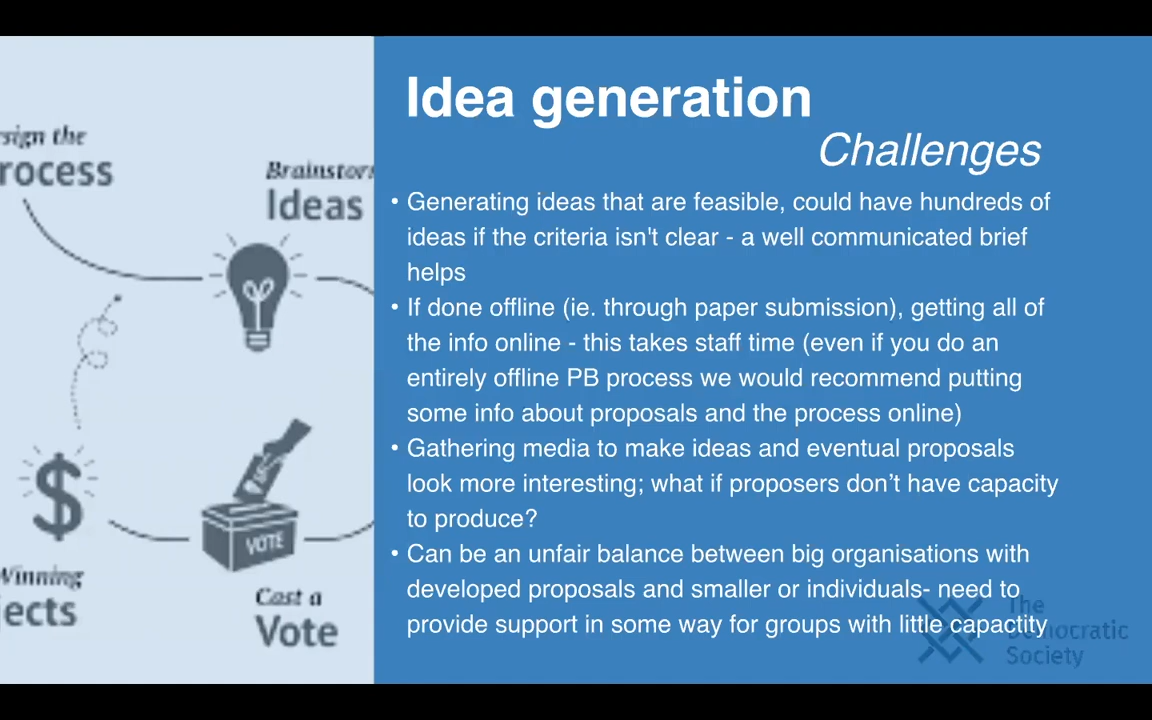 Idea generation
Challenges
• Generating ideas that are feasible, could have hundreds of
ideas if the criteria isn't clear - a well communicated brief
helps
• If done offline (ie. through paper submission), getting all of
the info online - this takes staff time (even if you do an
entirely offline PB process we would recommend putting
some info about proposals and the process online)
• Gathering media to make ideas and eventual proposals
look more interesting; what if proposers don’t have capacity
to produce?
• Can be an unfair balance between big organisations with
developed proposals and smaller or individuals- need to
provide support in some way for groups with little capactity
sign the
rocess
Brainstor
Ideas
$
Winning
jects
VOTE
Cast a
Vote
The
Democratic
Society